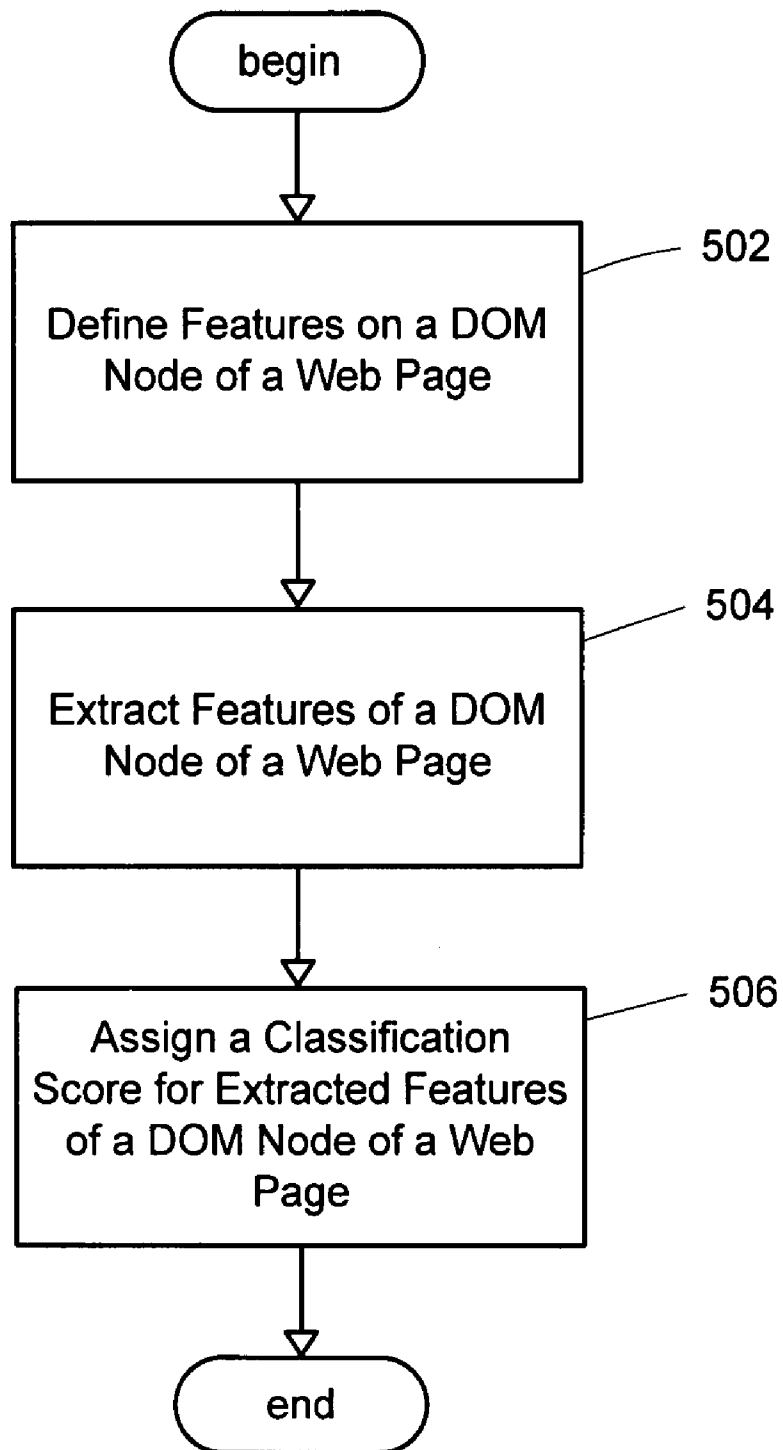 begin
502
Define Features on a DOM
Node of a Web Page
504
Extract Features of a DOM
Node of a Web Page
506
Assign a Classification
Score for Extracted Features
of a DOM Node of a Web
Page
end